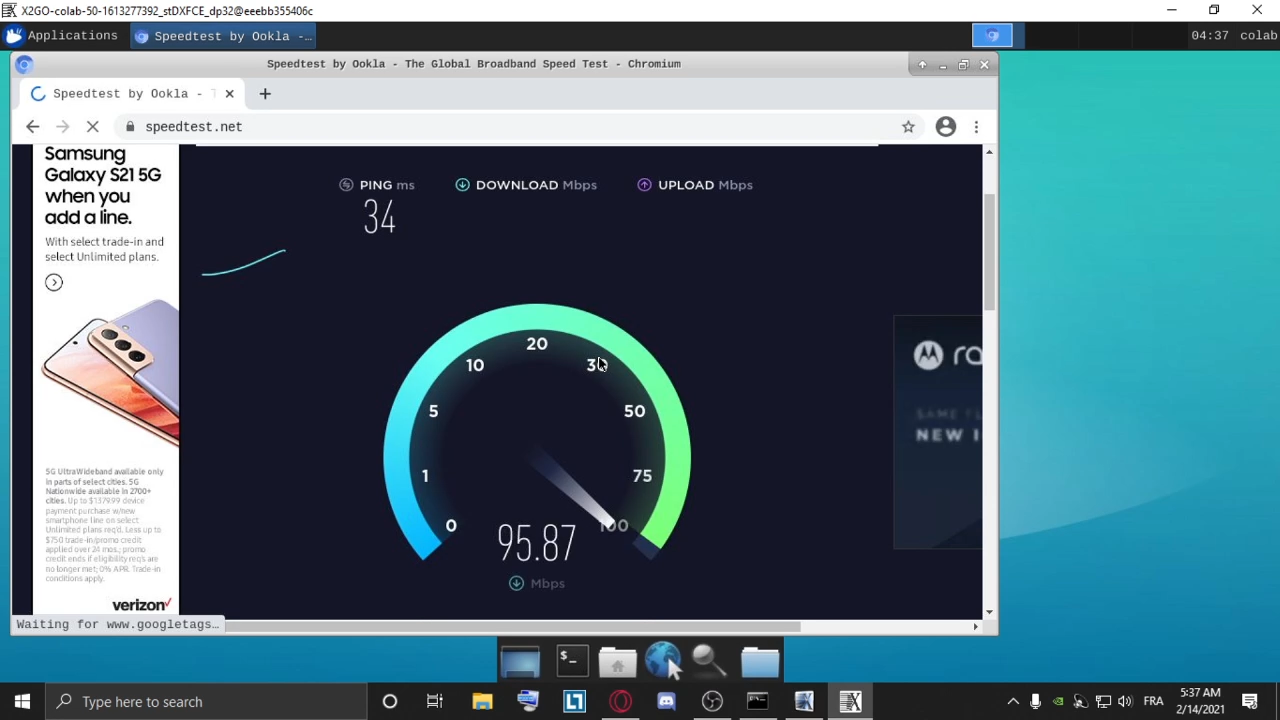 X2GO-colab-50-1613277392_stDXFCE_dp32@eeebb355406c
Applications
Speedtest by Ookla -...
04:37 colab
Speedtest by Ookla - The Global Broadband Speed Test - Chromium
Speedtest by Ookla -
speedtest.net
Samsung
Galaxy S21 5G
when you
add a line.
With select trade-in and
select Unlimited plans.
5G UltraWideband available only
in parts of select cities. 5G
Nationwide available in 2700+
cities. Up to $1379.99 device
payment purchase w/new
smartphone line on select
Unlimited plans req'd. Less up to
$750 trade-in/promo credit
applied over 24 mos.; promo
credit ends if eligibility req's are
no longer met; 0% APR. Trade-in
conditions apply.
verizon
PING ms
DOWNLOAD Mbps
UPLOAD Mbps
34
0
1
5
10
20
30
50
75
100
95.87
Mbps
SAME
NEW
Waiting for www.googletags...
Type here to search
FRA
5:37 AM
2/14/2021